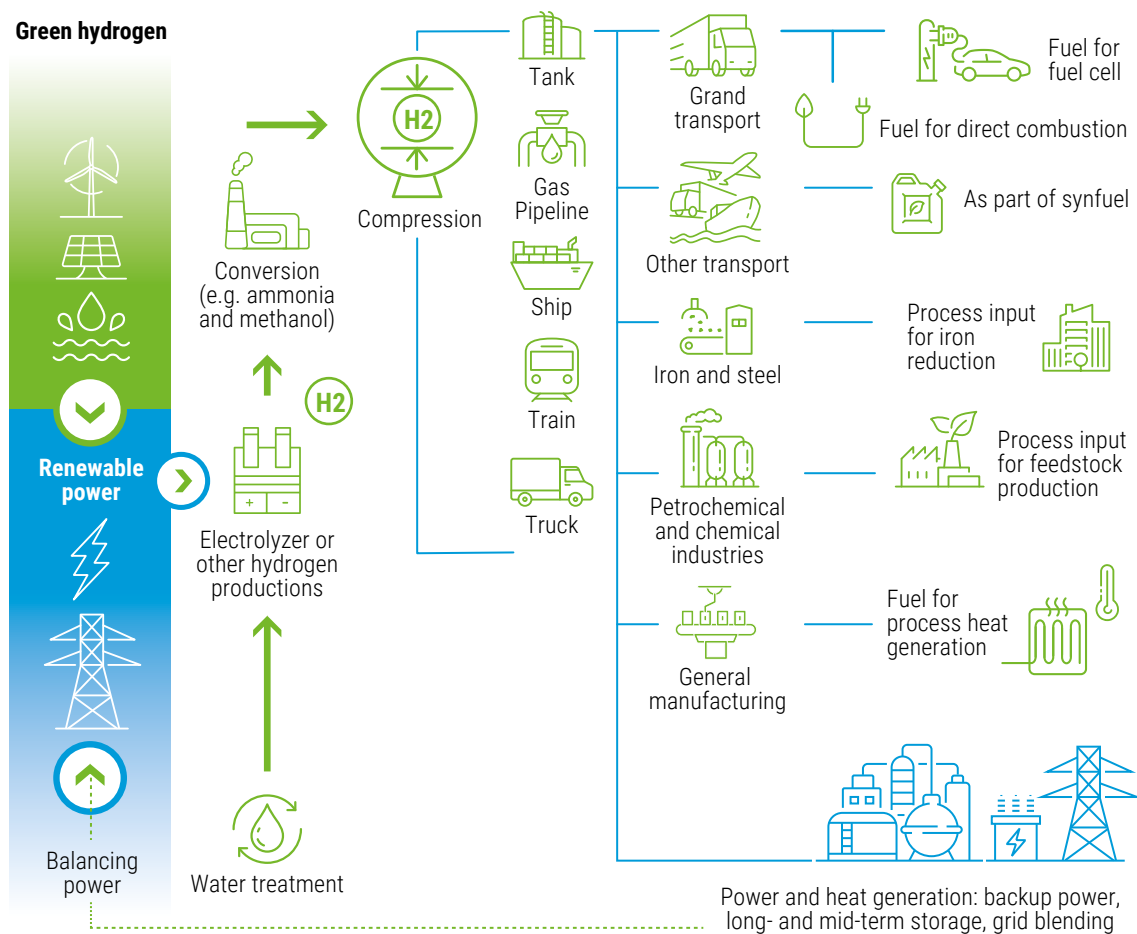 Green hydrogen
Renewable
power
Balancing
power
Conversion
(e.g. ammonia
and methanol)
H2
Electrolyzer or
other hydrogen
productions
+ -
Water treatment
H2
Compression
Tank
Gas
Pipeline
Ship
Train
Truck
Grand
transport
Other transport
Iron and steel
Petrochemical
and chemical
industries
General
manufacturing
Fuel for
fuel cell
Fuel for direct combustion
As part of synfuel
Process input
for iron
reduction
Process input
for feedstock
production
Fuel for
process heat
generation
Power and heat generation: backup power,
long- and mid-term storage, grid blending